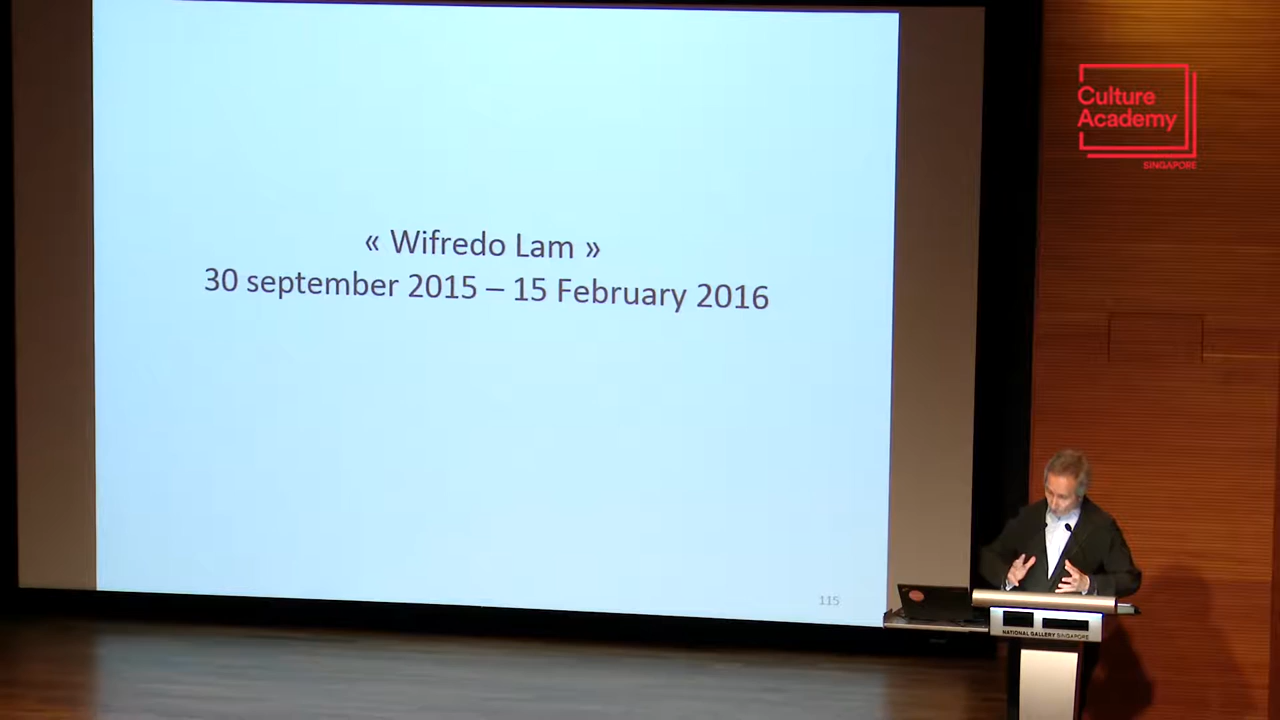 « Wifredo Lam »
30 september 2015 – 15 February 2016
115
Culture
Academy
SINGAPORE
NATIONAL GALLERY SINGAPORE